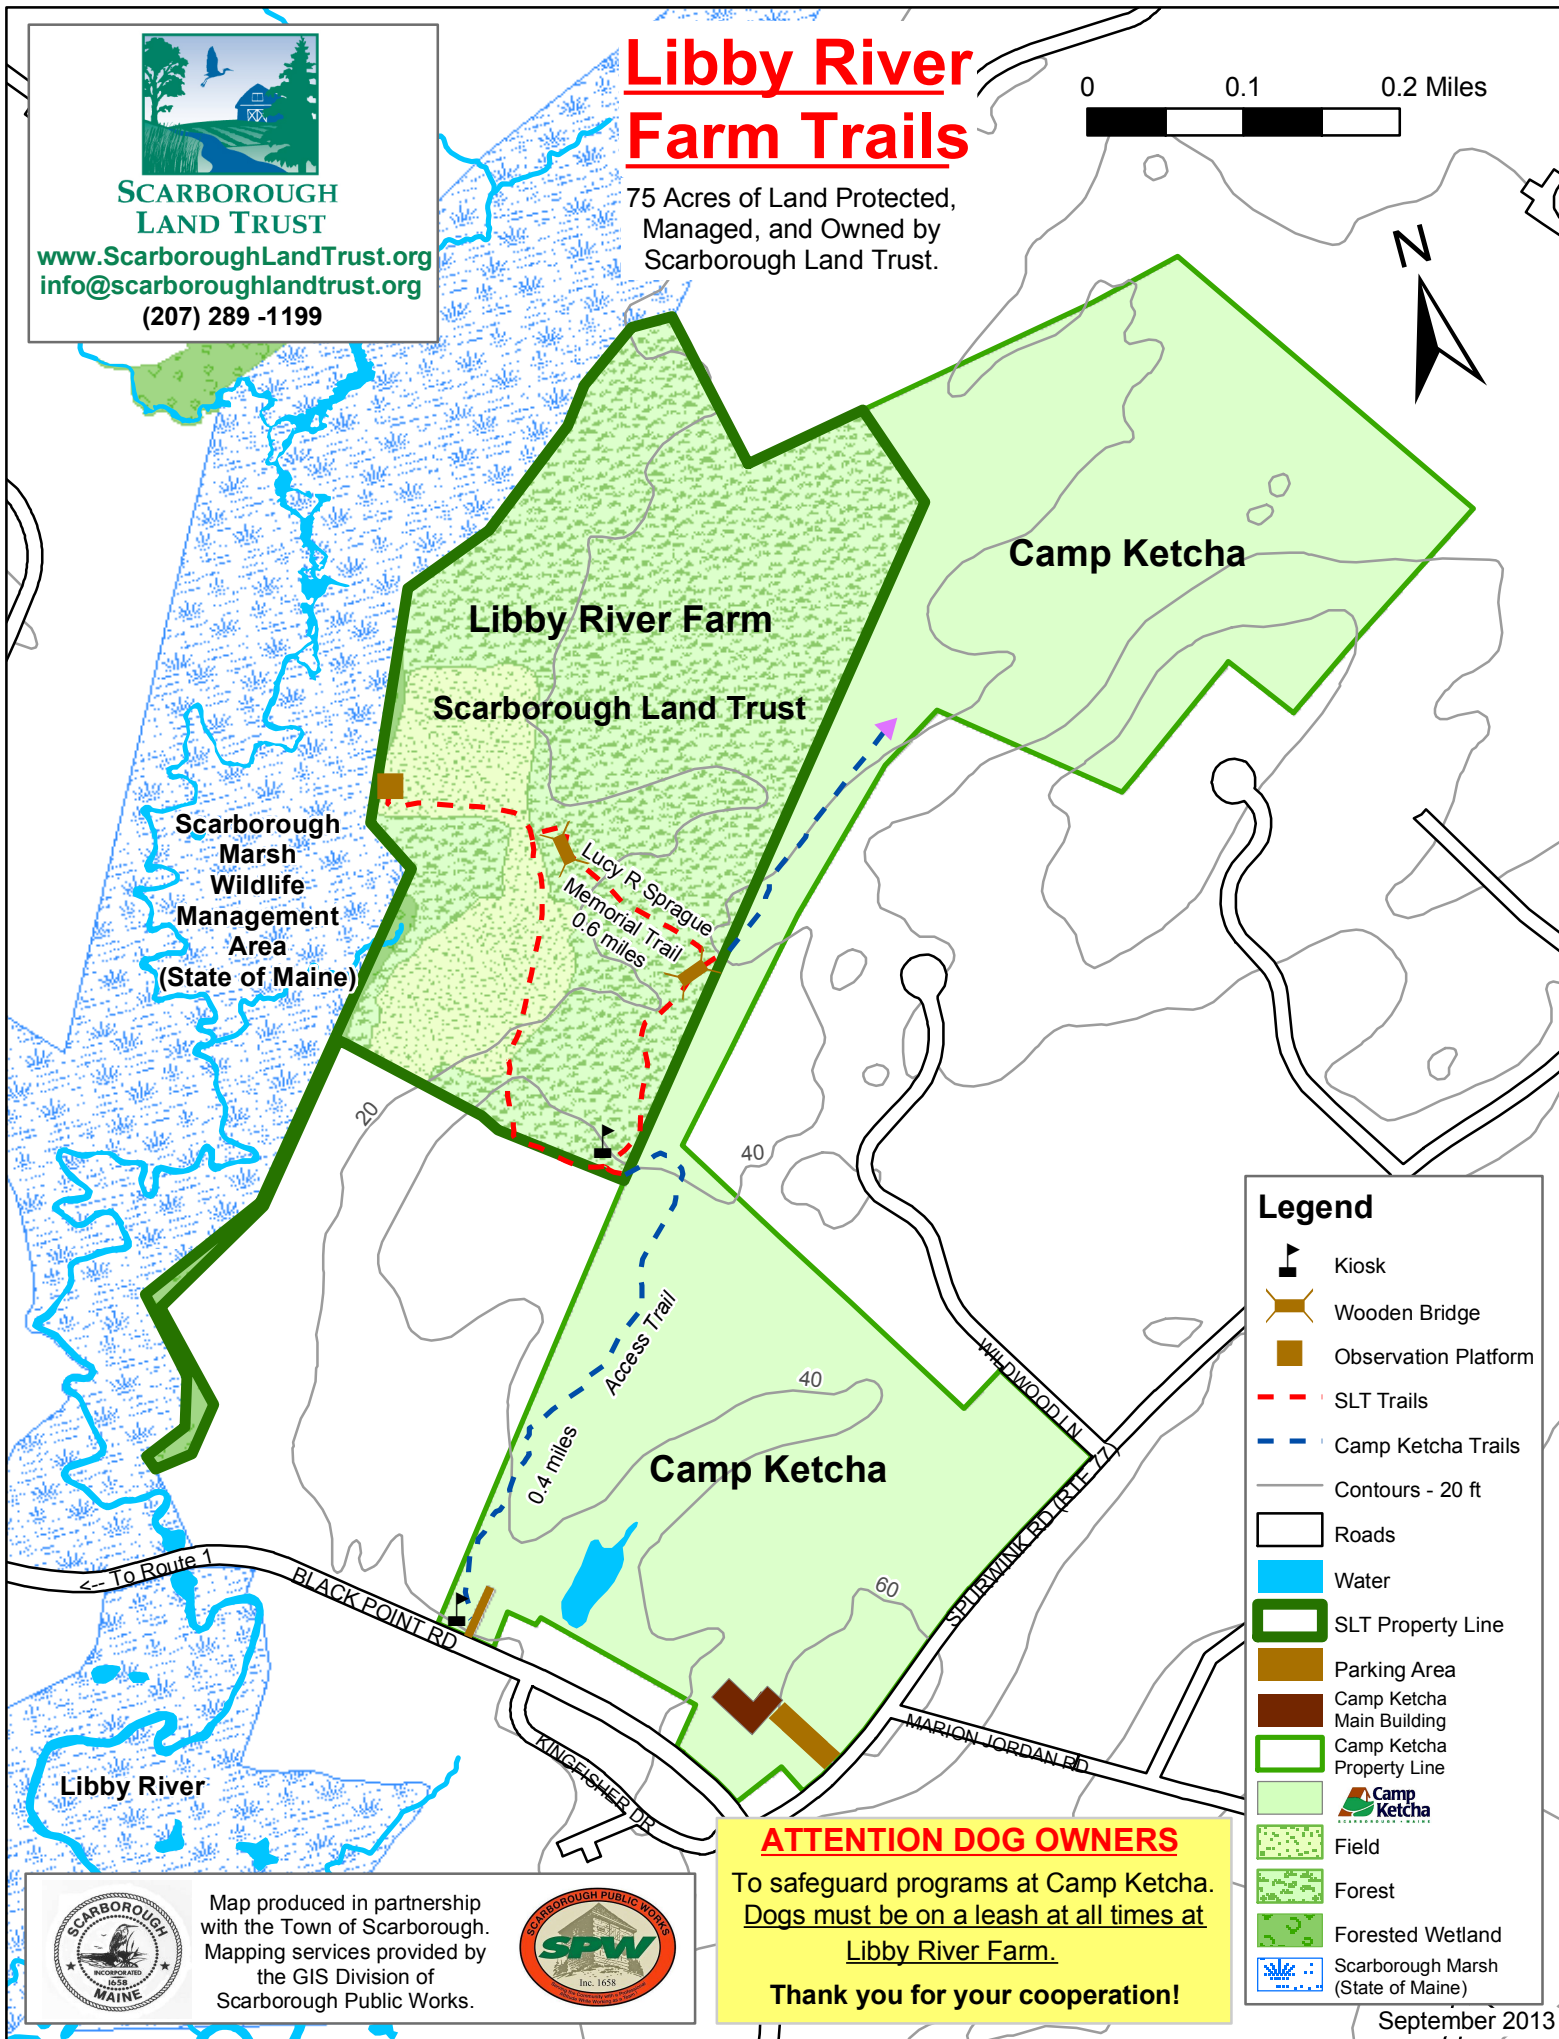 SCARBOROUGH
LAND TRUST
www.ScarboroughLandTrust.org
info@scarboroughlandtrust.org
(207) 289 -1199
Libby River
Farm Trails
75 Acres of Land Protected,
Managed, and Owned by
Scarborough Land Trust.
0 0.1 0.2 Miles
N
Camp Ketcha
Libby River Farm
Scarborough Land Trust
Scarborough
Marsh
Wildlife
Management
Area
(State of Maine)
Lucy R Sprague
Memorial Trail
0.6 miles
20
40
Access Trail
0.4 miles
40
Camp Ketcha
60
WILDWOOD LN
SPURWINK RD (RTE 77)
<-- To Route 1
BLACK POINT RD
KINGFISHER DR
MARION JORDAN RD
Libby River
Legend
Kiosk
Wooden Bridge
Observation Platform
SLT Trails
Camp Ketcha Trails
Contours - 20 ft
Roads
Water
SLT Property Line
Parking Area
Camp Ketcha
Main Building
Camp Ketcha
Property Line
Camp
Ketcha
SCARBOROUGH • MAINE
Field
Forest
Forested Wetland
Scarborough Marsh
(State of Maine)
SCARBOROUGH
INCORPORATED
1658
MAINE
Map produced in partnership
with the Town of Scarborough.
Mapping services provided by
the GIS Division of
Scarborough Public Works.
SCARBOROUGH PUBLIC WORKS
SPW
Inc. 1658
ATTENTION DOG OWNERS
To safeguard programs at Camp Ketcha.
Dogs must be on a leash at all times at
Libby River Farm.
Thank you for your cooperation!
September 2013